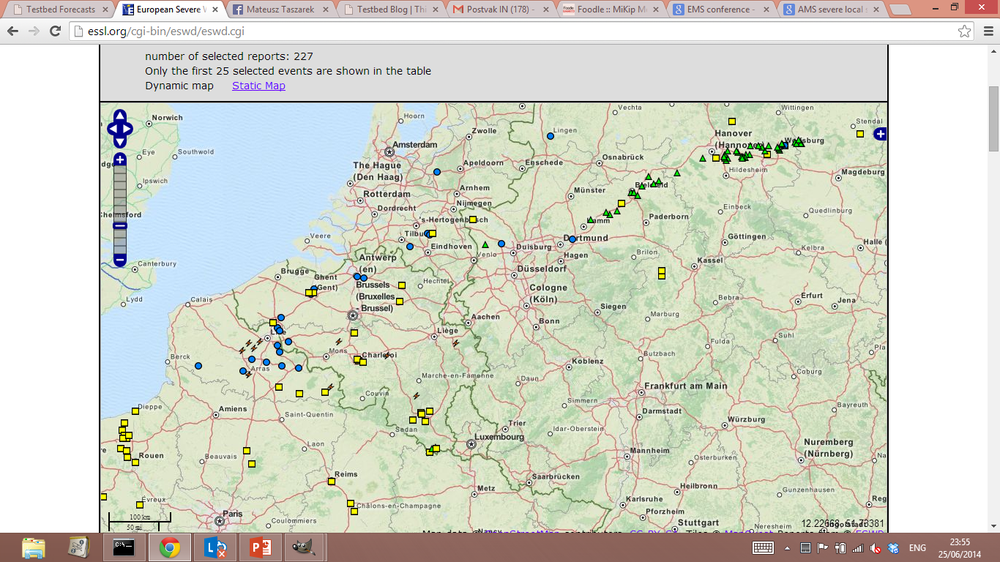 Testbed Forecasts
European Severe W
Mateusz Taszarek
Testbed Blog | Thi
Postvak IN (178) -
Foodle :: MiKip Me
EMS conference -
AMS severe local s
essl.org/cgi-bin/eswd/eswd.cgi
number of selected reports: 227
Only the first 25 selected events are shown in the table
Dynamic map Static Map
Norwich
Hoorn
Vechta
Wittingen
Stendal
Zwolle
Lingen
Hanover
(Hannover)
Wolfsburg
Eye
Southwold
Amsterdam
Apeldoorn
Enschede
Osnabrück
The Hague
(Den Haag)
Hildesheim
Magdeburg
Ipswich
Arnhem
Münster
Bielefeld
Rotterdam
Nijmegen
Chelmsford
Dordrecht
's-Hertogenbosch
Hamm
Paderborn
Einbeck
Quedlinburg
Veere
Tilburg
Eindhoven
Duisburg
Dortmund
Göttingen
Halle (
Venlo
Hagen
Brilon
Kelbra
Canterbury
Antwerp
(en)
Düsseldorf
Kassel
Brugge
Ghent
(Gent)
Brussels
(Bruxelles
- Brussel)
Hechtel
Cologne
(Köln)
Lydd
Calais
Siegen
Bebra
Erfurt
Jena
Aachen
Bonn
Marburg
Lille
Liège
Fulda
Suhl
Berck
Mons
Charleroi
Butzbach
Arras
Marche-en-Famenne
Koblenz
Coburg
Daun
Frankfurt am Main
Dieppe
Amiens
Couvin
Simmern
Darmstadt
Bayreuth
Saint-Quentin
Sedan
Trier
Idar-Oberstein
Würzburg
Laon
Luxembourg
Mannheim
Nuremberg
(Nürnberg)
Rouen
Beauvais
Osterburken
Reims
Saarbrücken
Heilbronn
Gunzenhausen
Metz
Évreux
Châlons-en-Champagne
Karlsruhe
Reg
100 km
50 mi
Paris
Coulommiers
Pforzheim
Stuttgart
Neresheim
ENG
23:55
25/06/2014